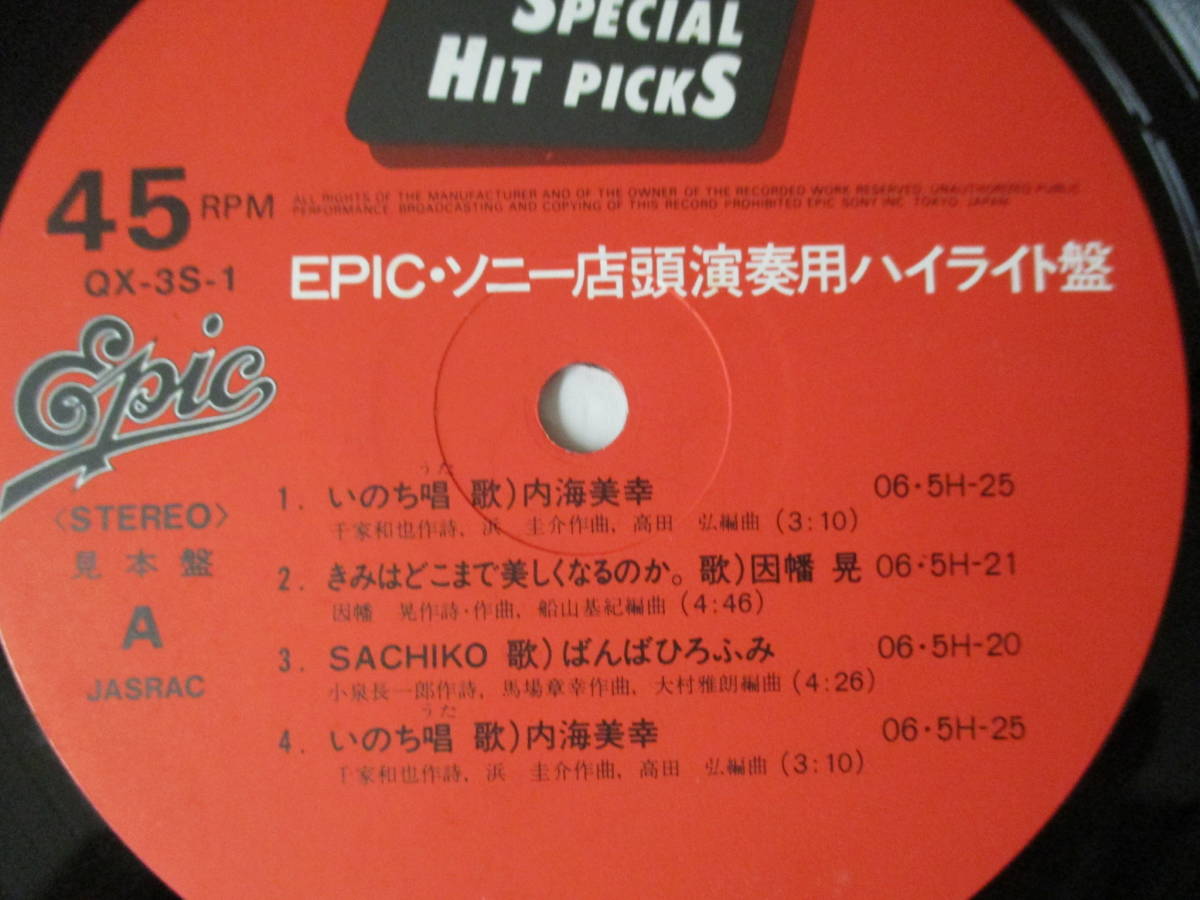 SPECIAL
HIT PICKS
45 RPM
ALL RIGHTS OF THE MANUFACTURER AND OF THE OWNER OF THE RECORDED WORK RESERVED. UNAUTHORIZED PUBLIC
PERFORMANCE, BROADCASTING AND COPYING OF THIS RECORD PROHIBITED EPIC SONY INC. TOKYO, JAPAN
QX-3S-1
EPIC・ソニー店頭演奏用ハイライト盤
Epic
〈STEREO〉
見本盤
A
JASRAC
うた
1. いのち唱 歌)内海美幸 06・5H-25
千家和也作詩, 浜 圭介作曲, 高田 弘編曲 (3:10)
2. きみはどこまで美しくなるのか。 歌)因幡 晃 06・5H-21
因幡 晃作詩・作曲, 船山基紀編曲 (4:46)
3. SACHIKO 歌)ばんばひろふみ 06・5H-20
小泉長一郎作詩, 馬場章幸作曲, 大村雅朗編曲 (4:26)
うた
4. いのち唱 歌)内海美幸 06・5H-25
千家和也作詩, 浜 圭介作曲, 高田 弘編曲 (3:10)